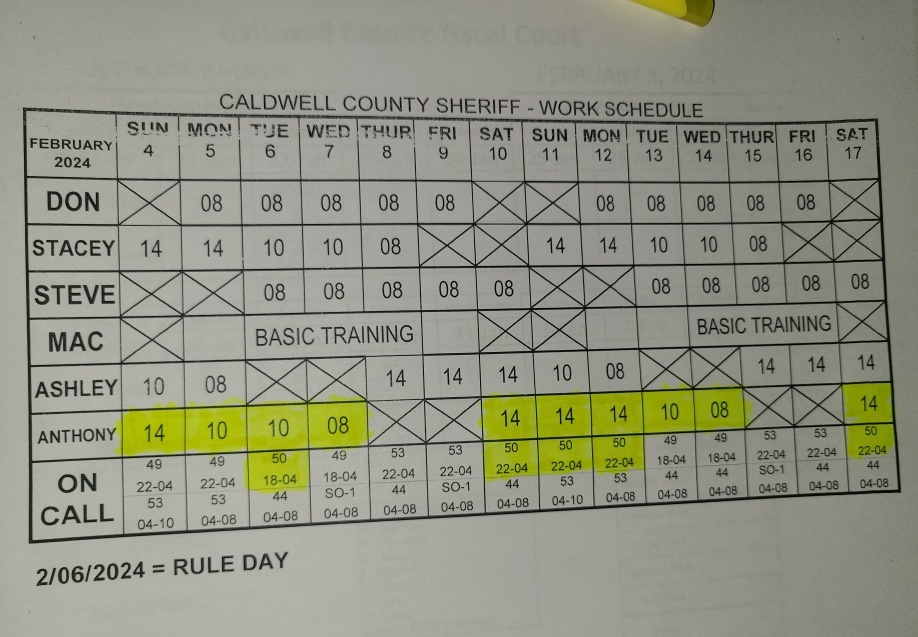 Caldwell County Fiscal Court
FEBRUARY 8, 2024
CALDWELL COUNTY SHERIFF - WORK SCHEDULE
FEBRUARY 2024 SUN 4 MON 5 TUE 6 WED 7 THUR 8 FRI 9 SAT 10 SUN 11 MON 12 TUE 13 WED 14 THUR 15 FRI 16 SAT 17
DON 08 08 08 08 08 08 08 08 08 08
STACEY 14 14 10 10 08 14 14 10 10 08
STEVE 08 08 08 08 08 08 08 08 08 08
MAC BASIC TRAINING BASIC TRAINING
ASHLEY 10 08 14 14 14 10 08 14 14 14
ANTHONY 14 10 10 08 14 14 14 10 08 14
ON CALL
49 49 50 49 53 53 50 50 50 49 49 53 53 50
22-04 22-04 18-04 18-04 22-04 22-04 22-04 22-04 22-04 18-04 18-04 22-04 22-04 22-04
53 53 44 SO-1 44 SO-1 44 53 53 44 44 SO-1 44 44
04-10 04-08 04-08 04-08 04-08 04-08 04-08 04-10 04-08 04-08 04-08 04-08 04-08 04-08
2/06/2024 = RULE DAY